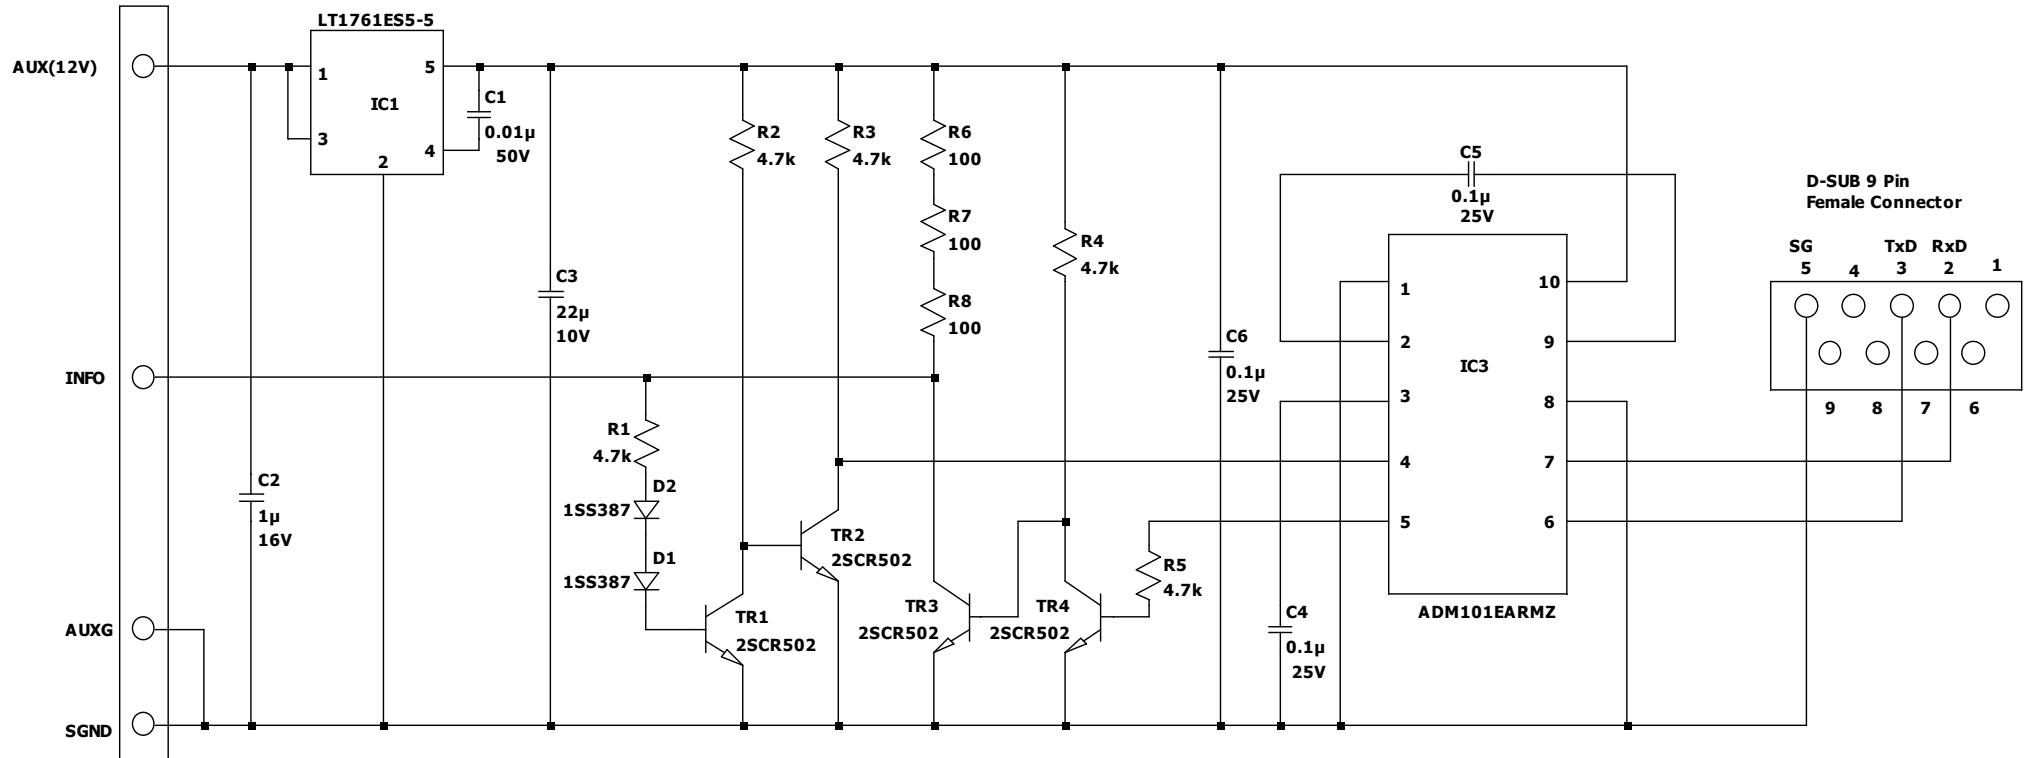 LT1761ES5-5
AUX(12V)
1
5
IC1
3
4
2
C1
0.01µ
50V
R2
4.7k
R3
4.7k
R6
100
R7
100
R8
100
R4
4.7k
C5
0.1µ
25V
D-SUB 9 Pin
Female Connector
SG
TxD
RxD
5
4
3
2
1
9
8
7
6
C3
22µ
10V
C6
0.1µ
25V
1
10
2
9
IC3
3
8
4
7
5
6
ADM101EARMZ
INFO
R1
4.7k
D2
1SS387
D1
1SS387
C2
1µ
16V
TR2
2SCR502
TR1
2SCR502
TR3
2SCR502
TR4
2SCR502
R5
4.7k
C4
0.1µ
25V
AUXG
SGND